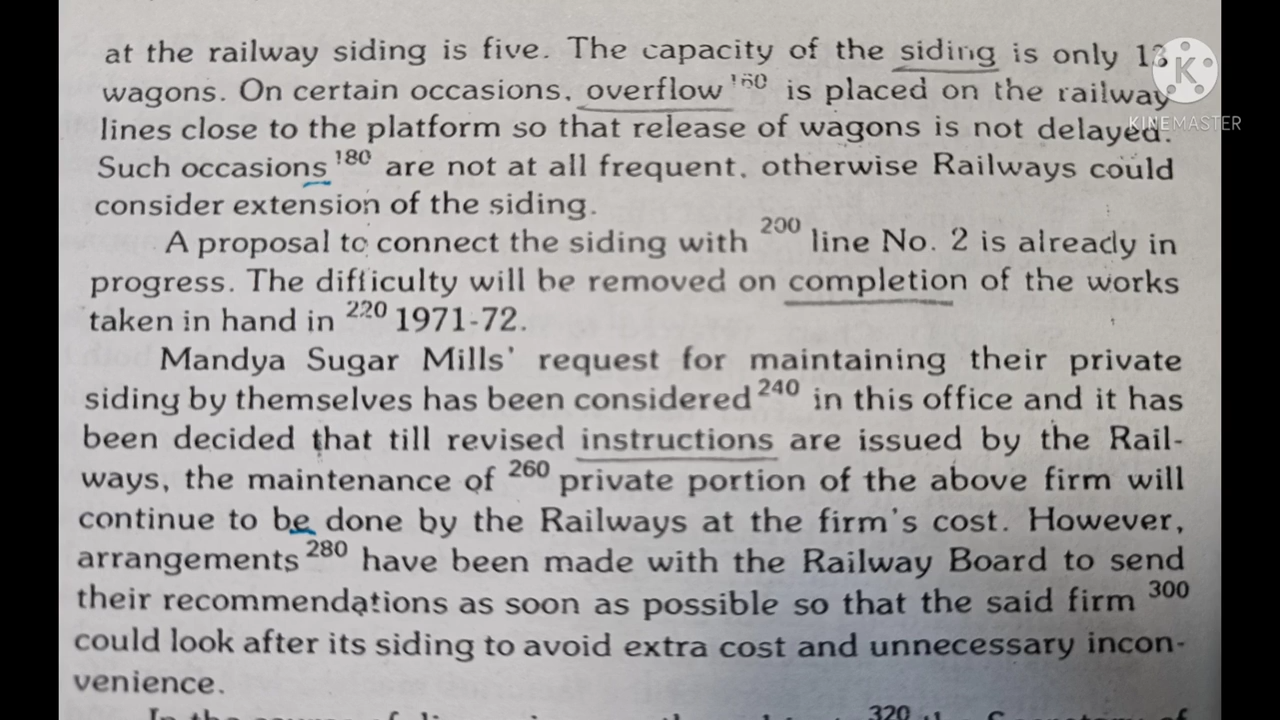 at the railway siding is five. The capacity of the siding is only 13
wagons. On certain occasions, overflow 160 is placed on the railway
lines close to the platform so that release of wagons is not delayed.
Such occasions 180 are not at all frequent, otherwise Railways could
consider extension of the siding.
A proposal to connect the siding with 200 line No. 2 is already in
progress. The difficulty will be removed on completion of the works
taken in hand in 220 1971-72.
Mandya Sugar Mills' request for maintaining their private
siding by themselves has been considered 240 in this office and it has
been decided that till revised instructions are issued by the Rail-
ways, the maintenance of 260 private portion of the above firm will
continue to be done by the Railways at the firm's cost. However,
arrangements 280 have been made with the Railway Board to send
their recommendations as soon as possible so that the said firm 300
could look after its siding to avoid extra cost and unnecessary incon-
venience.
320
K
KINEMASTER